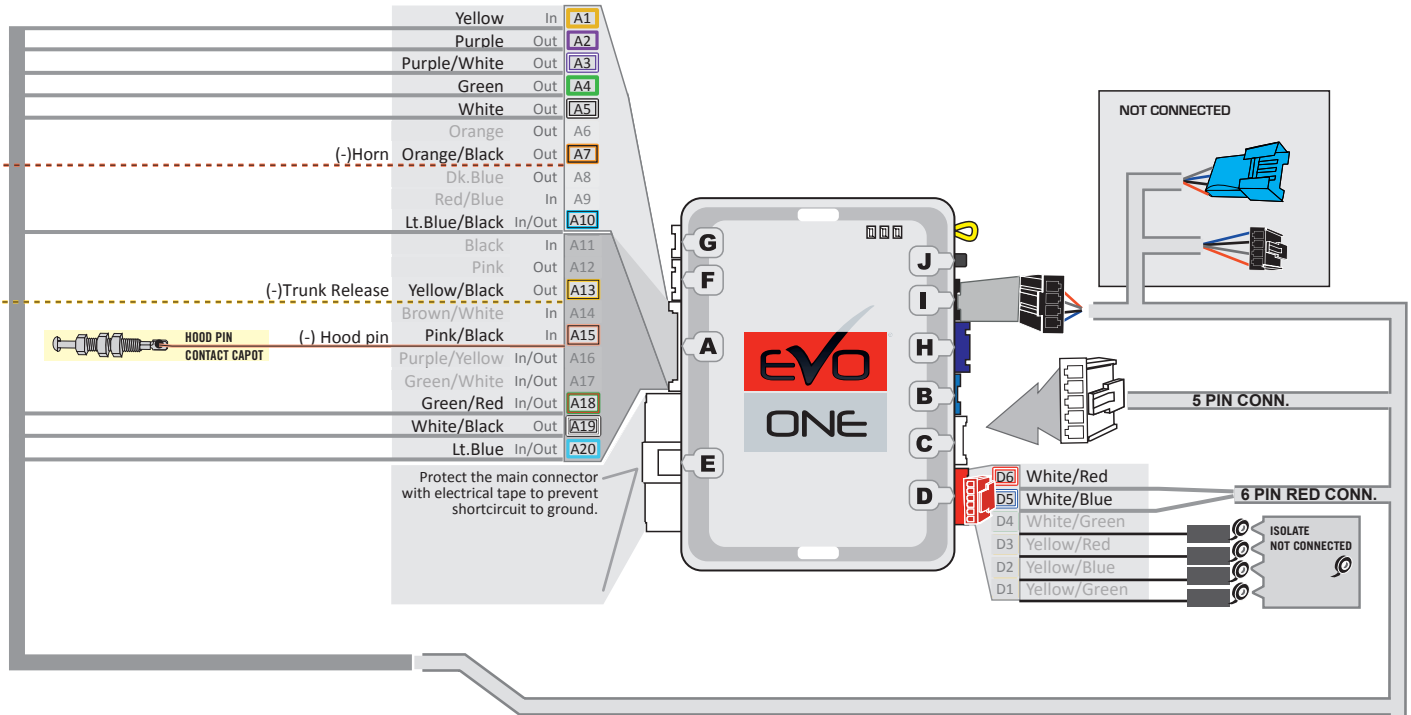 Yellow In A1
Purple Out A2
Purple/White Out A3
Green Out A4
White Out A5
Orange Out A6
(-)Horn Orange/Black Out A7
Dk.Blue Out A8
Red/Blue In A9
Lt.Blue/Black In/Out A10
Black In A11
Pink Out A12
(-)Trunk Release Yellow/Black Out A13
Brown/White In A14
HOOD PIN
CONTACT CAPOT
(-) Hood pin Pink/Black In A15
Purple/Yellow In/Out A16
Green/White In/Out A17
Green/Red In/Out A18
White/Black Out A19
Lt.Blue In/Out A20
Protect the main connector
with electrical tape to prevent
shortcircuit to ground.
G
F
A
E
J
I
H
B
C
D
EVO
ONE
NOT CONNECTED
5 PIN CONN.
D6 White/Red
D5 White/Blue
D4 White/Green
D3 Yellow/Red
D2 Yellow/Blue
D1 Yellow/Green
6 PIN RED CONN.
ISOLATE
NOT CONNECTED